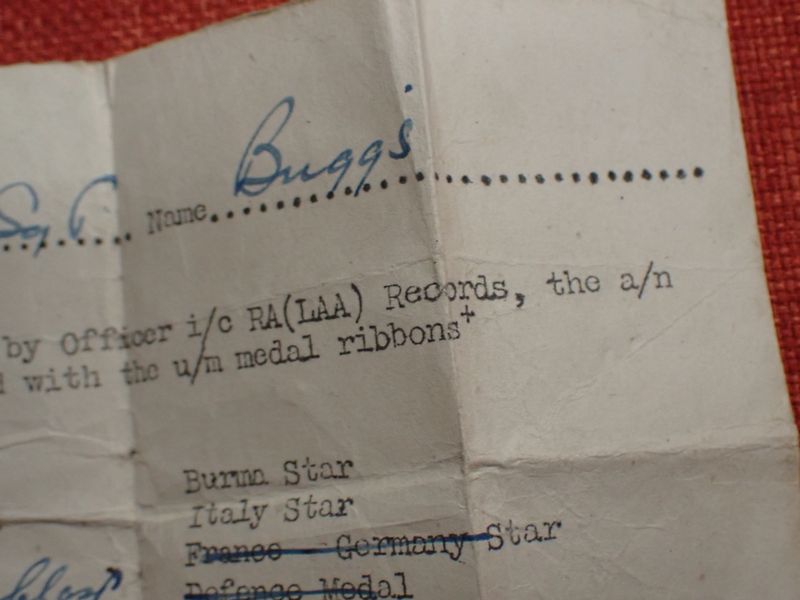 Sgt Name Buggs
by Officer i/c RA(LAA) Records, the a/n
with the u/m medal ribbons+
Burma Star
Italy Star
France - Germany Star
Defence Medal